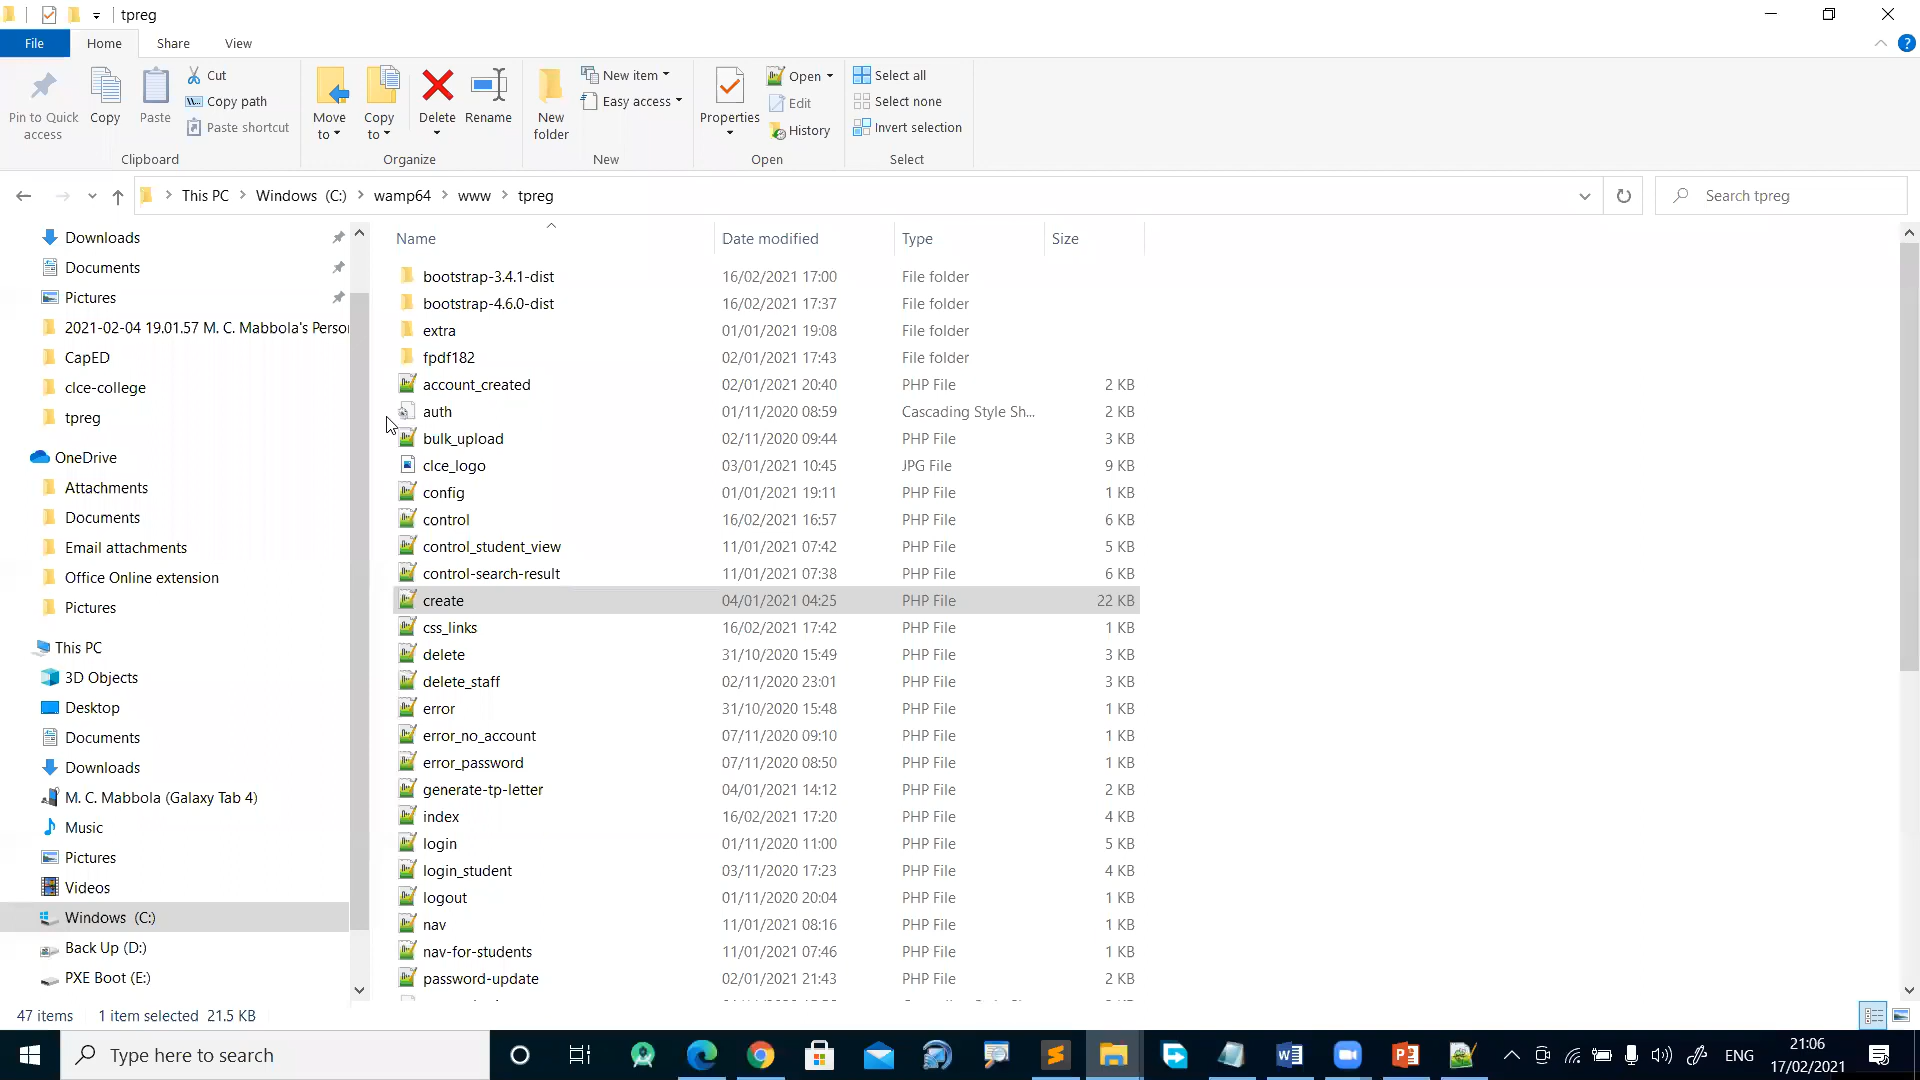 tpreg
File Home Share View
Pin to Quick access
Copy
Paste
Cut
Copy path
Paste shortcut
Clipboard
Move to
Copy to
Delete
Rename
Organize
New folder
New item
Easy access
New
Properties
Open
Edit
History
Open
Select all
Select none
Invert selection
Select
This PC > Windows (C:) > wamp64 > www > tpreg
Search tpreg
Downloads
Documents
Pictures
2021-02-04 19.01.57 M. C. Mabbola's Person
CapED
clce-college
tpreg
OneDrive
Attachments
Documents
Email attachments
Office Online extension
Pictures
This PC
3D Objects
Desktop
Documents
Downloads
M. C. Mabbola (Galaxy Tab 4)
Music
Pictures
Videos
Windows (C:)
Back Up (D:)
PXE Boot (E:)
Name Date modified Type Size
bootstrap-3.4.1-dist 16/02/2021 17:00 File folder
bootstrap-4.6.0-dist 16/02/2021 17:37 File folder
extra 01/01/2021 19:08 File folder
fpdf182 02/01/2021 17:43 File folder
account_created 02/01/2021 20:40 PHP File 2 KB
auth 01/11/2020 08:59 Cascading Style Sh... 2 KB
bulk_upload 02/11/2020 09:44 PHP File 3 KB
clce_logo 03/01/2021 10:45 JPG File 9 KB
config 01/01/2021 19:11 PHP File 1 KB
control 16/02/2021 16:57 PHP File 6 KB
control_student_view 11/01/2021 07:42 PHP File 5 KB
control-search-result 11/01/2021 07:38 PHP File 6 KB
create 04/01/2021 04:25 PHP File 22 KB
css_links 16/02/2021 17:42 PHP File 1 KB
delete 31/10/2020 15:49 PHP File 3 KB
delete_staff 02/11/2020 23:01 PHP File 3 KB
error 31/10/2020 15:48 PHP File 1 KB
error_no_account 07/11/2020 09:10 PHP File 1 KB
error_password 07/11/2020 08:50 PHP File 1 KB
generate-tp-letter 04/01/2021 14:12 PHP File 2 KB
index 16/02/2021 17:20 PHP File 4 KB
login 01/11/2020 11:00 PHP File 5 KB
login_student 03/11/2020 17:23 PHP File 4 KB
logout 01/11/2020 20:04 PHP File 1 KB
nav 11/01/2021 08:16 PHP File 1 KB
nav-for-students 11/01/2021 07:46 PHP File 1 KB
password-update 02/01/2021 21:43 PHP File 2 KB
47 items 1 item selected 21.5 KB
Type here to search
ENG
21:06
17/02/2021